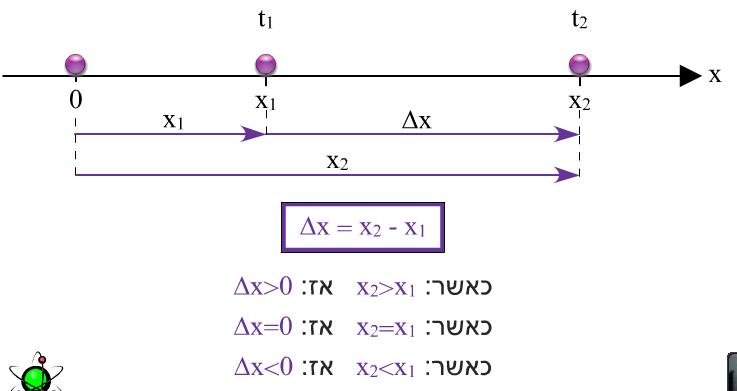 t₁ t₂
x
0 x₁ x₂
x₁ Δx
x₂
Δx = x₂ - x₁
כאשר: x₂>x₁ אז: Δx>0
כאשר: x₂=x₁ אז: Δx=0
כאשר: x₂<x₁ אז: Δx<0